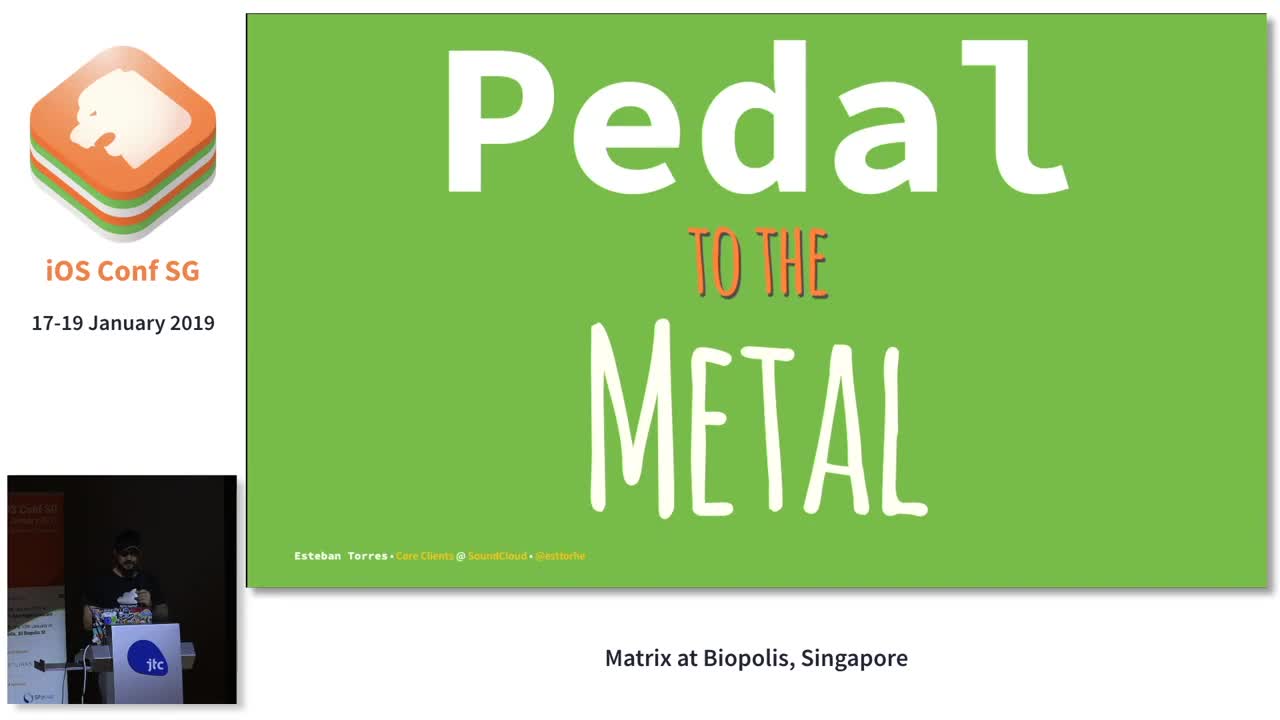 iOS Conf SG
17-19 January 2019
Pedal
TO THE
METAL
Esteban Torres • Core Clients @ SoundCloud • @esttorhe
jtc
Matrix at Biopolis, Singapore